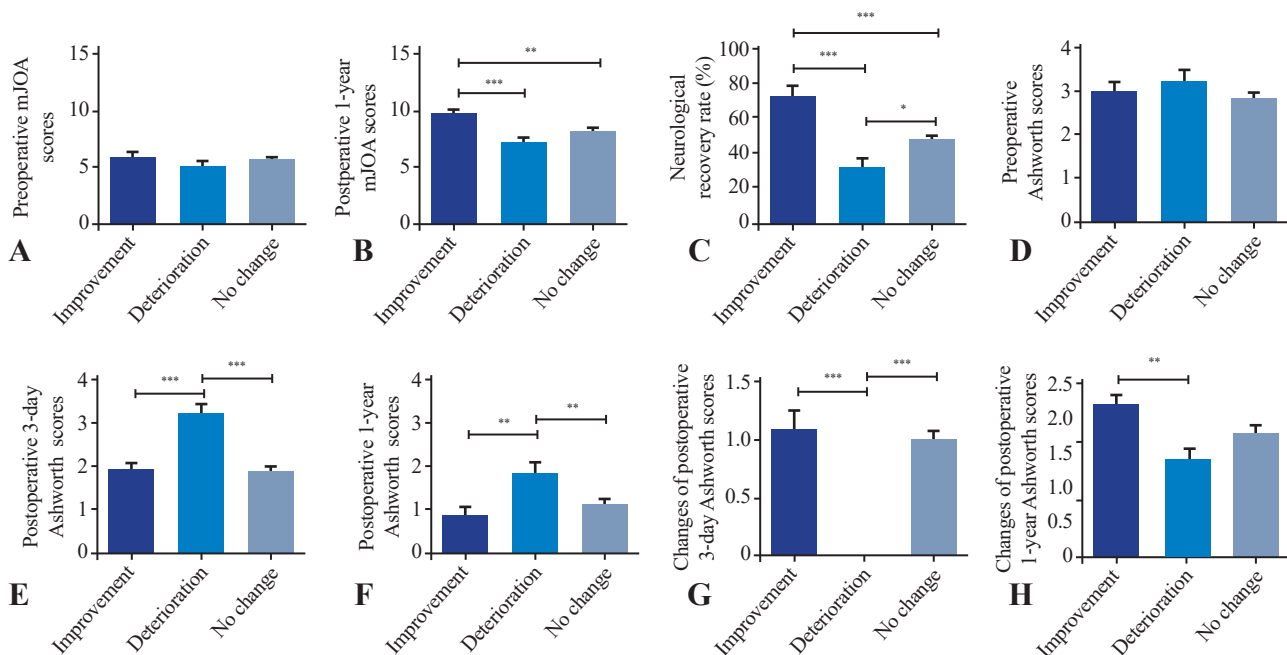 Preoperative mJOA
scores
15
10
5
0
Improvement
Deterioration
No change
A
Postperative 1-year
mJOA scores
15
10
5
0
**
***
Improvement
Deterioration
No change
B
Neurological
recovery rate (%)
100
80
60
40
20
0
***
***
*
Improvement
Deterioration
No change
C
Preoperative
Ashworth scores
4
3
2
1
0
Improvement
Deterioration
No change
D
Postoperative 3-day
Ashworth scores
4
3
2
1
0
***
***
Improvement
Deterioration
No change
E
Postoperative 1-year
Ashworth scores
4
3
2
1
0
**
**
Improvement
Deterioration
No change
F
Changes of postoperative
3-day Ashworth scores
1.5
1.0
0.5
0
***
***
Improvement
Deterioration
No change
G
Changes of postoperative
1-year Ashworth scores
2.5
2.0
1.5
1.0
0.5
0
**
Improvement
Deterioration
No change
H